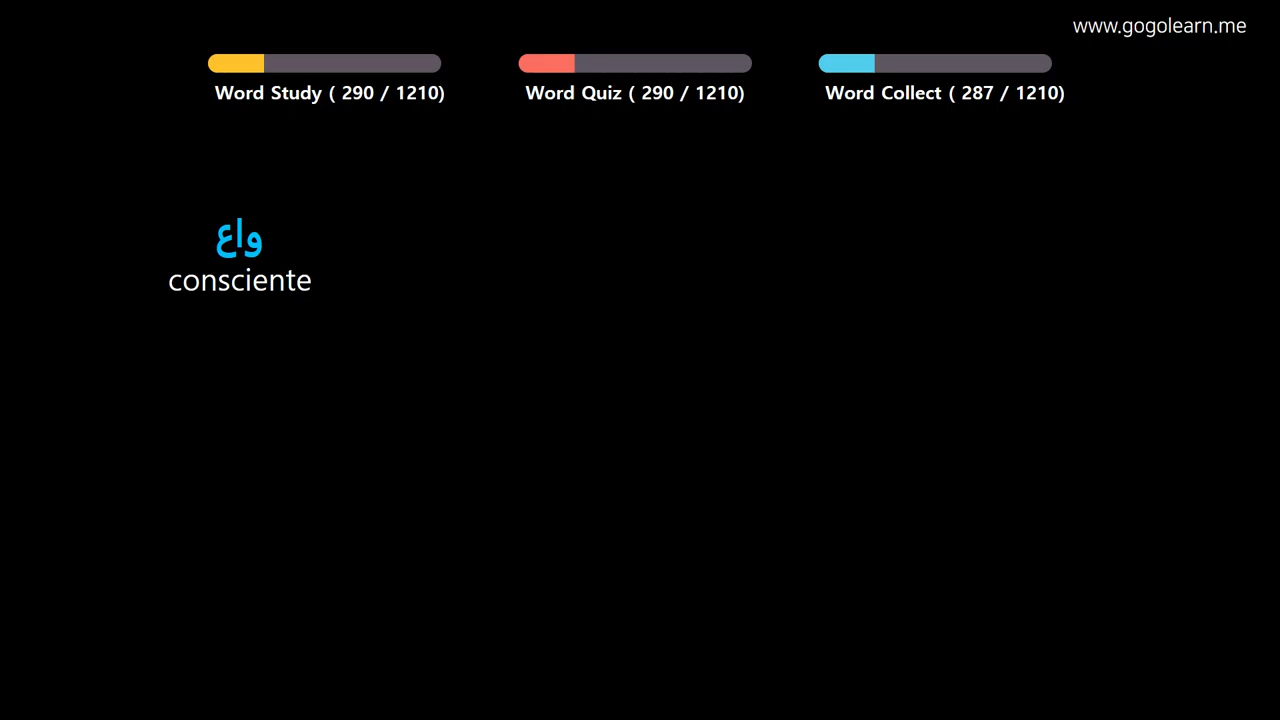 www.gogolearn.me
Word Study ( 290 / 1210)
Word Quiz ( 290 / 1210)
Word Collect ( 287 / 1210)
واع
consciente